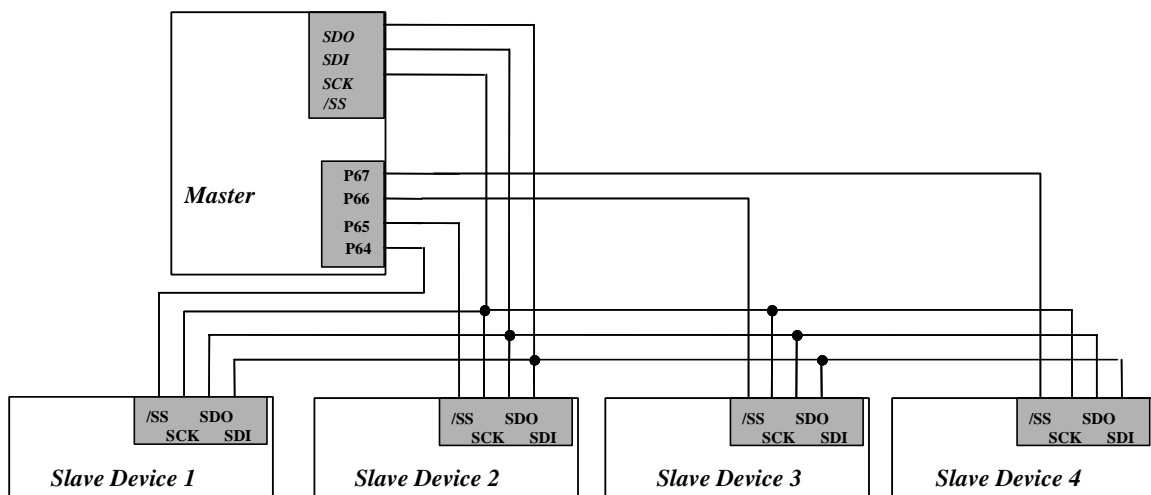 SDO
SDI
SCK
/SS
Master
P67
P66
P65
P64
/SS SDO
SCK SDI
Slave Device 1
/SS SDO
SCK SDI
Slave Device 2
/SS SDO
SCK SDI
Slave Device 3
/SS SDO
SCK SDI
Slave Device 4